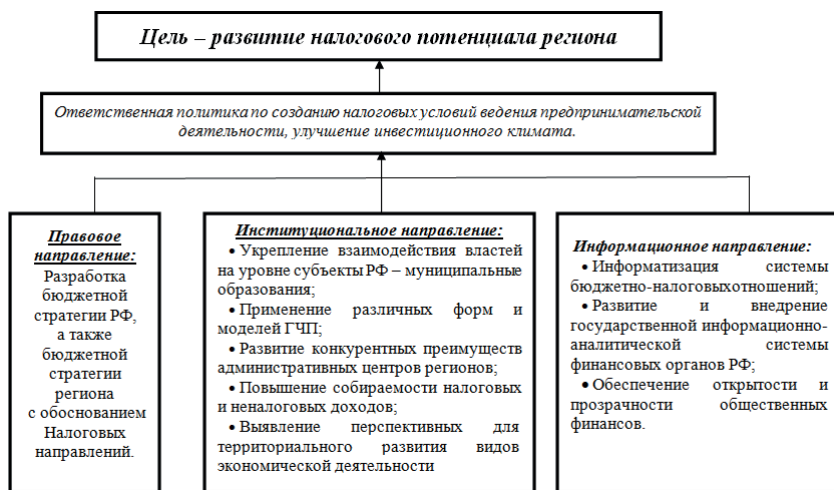 Цель – развитие налогового потенциала региона
Ответственная политика по созданию налоговых условий ведения предпринимательской
деятельности, улучшение инвестиционного климата.
Правовое
направление:
Разработка
бюджетной
стратегии РФ,
а также
бюджетной
стратегии
региона
с обоснованием
Налоговых
направлений.
Институциональное направление:
• Укрепление взаимодействия властей
на уровне субъекты РФ – муниципальные
образования;
• Применение различных форм и
моделей ГЧП;
• Развитие конкурентных преимуществ
административных центров регионов;
• Повышение собираемости налоговых
и неналоговых доходов;
• Выявление перспективных для
территориального развития видов
экономической деятельности
Информационное направление:
• Информатизация системы
бюджетно-налоговыхотношений;
• Развитие и внедрение
государственной информационно-
аналитической системы
финансовых органов РФ;
• Обеспечение открытости и
прозрачности общественных
финансов.